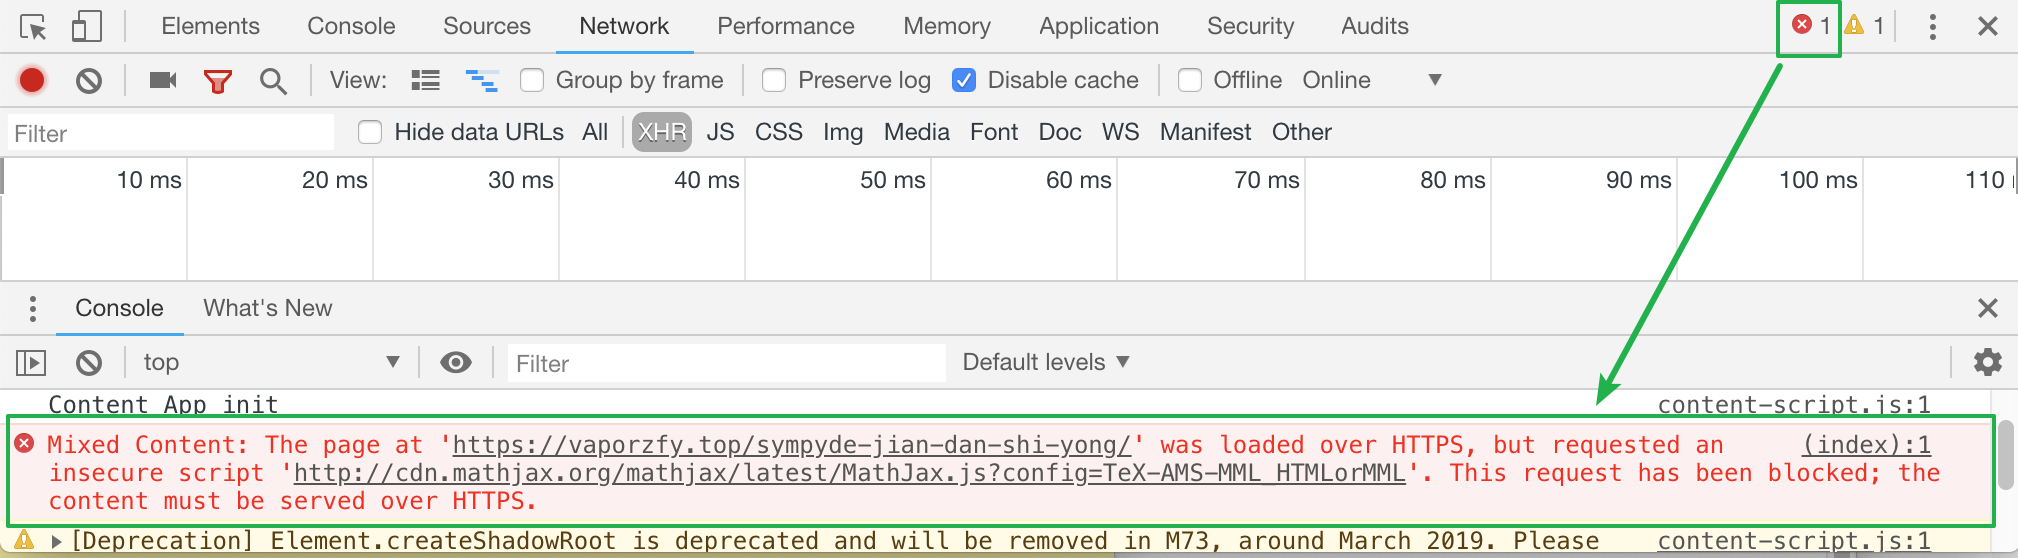 Elements Console Sources Network Performance Memory Application Security Audits 1 1
View: Group by frame Preserve log Disable cache Offline Online
Filter Hide data URLs All XHR JS CSS Img Media Font Doc WS Manifest Other
10 ms 20 ms 30 ms 40 ms 50 ms 60 ms 70 ms 80 ms 90 ms 100 ms 110
Console What's New
top Filter Default levels
Content App init content-script.js:1
Mixed Content: The page at 'https://vaporzfy.top/sympyde-jian-dan-shi-yong/' was loaded over HTTPS, but requested an (index):1
insecure script 'http://cdn.mathjax.org/mathjax/latest/MathJax.js?config=TeX-AMS-MML_HTMLorMML'. This request has been blocked; the
content must be served over HTTPS.
[Deprecation] Element.createShadowRoot is deprecated and will be removed in M73, around March 2019. Please content-script.js:1